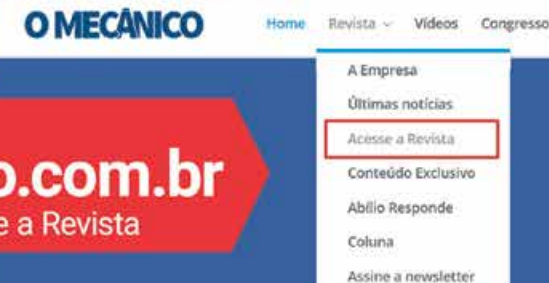 O MECÂNICO
Home Revista Vídeos Congresso
A Empresa
Últimas notícias
Acesse a Revista
Conteúdo Exclusivo
Abílio Responde
Coluna
Assine a newsletter
o.com.br
e a Revista